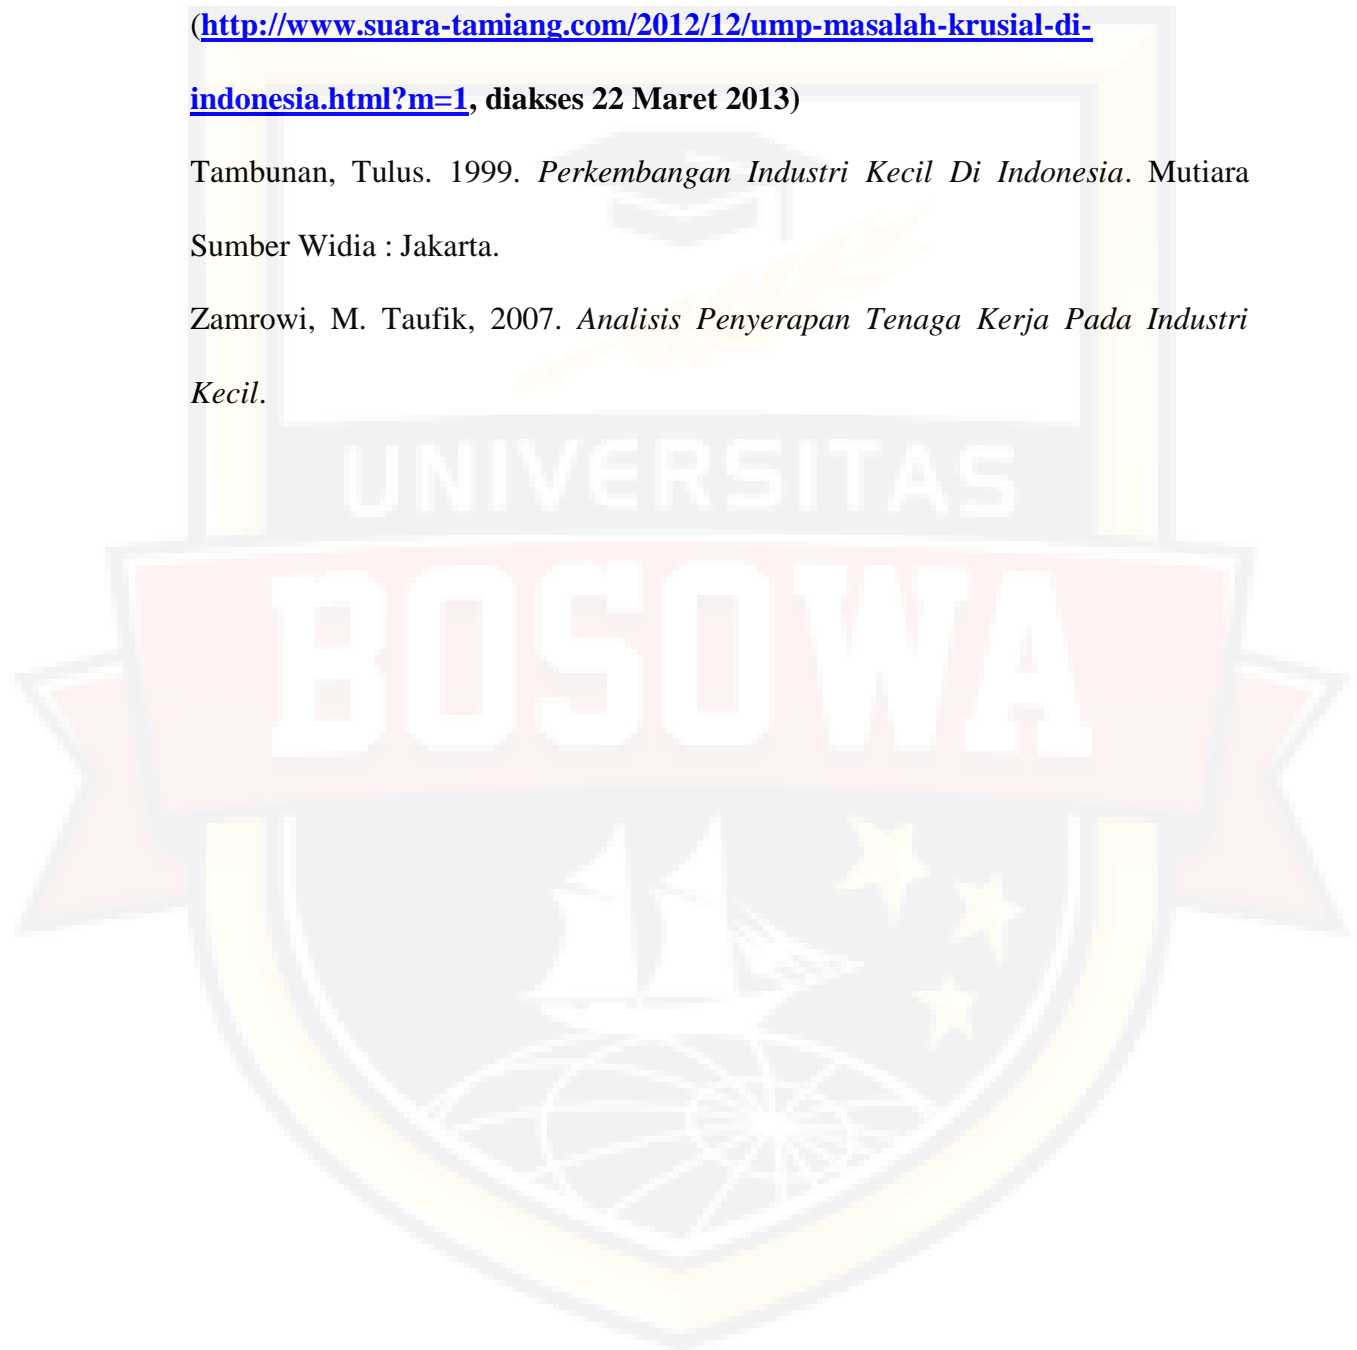 (http://www.suara-tamiang.com/2012/12/ump-masalah-krusial-di-
indonesia.html?m=1, diakses 22 Maret 2013)
Tambunan, Tulus. 1999. Perkembangan Industri Kecil Di Indonesia. Mutiara
Sumber Widia : Jakarta.
Zamrowi, M. Taufik, 2007. Analisis Penyerapan Tenaga Kerja Pada Industri
Kecil.
UNIVERSITAS
BOSOWA